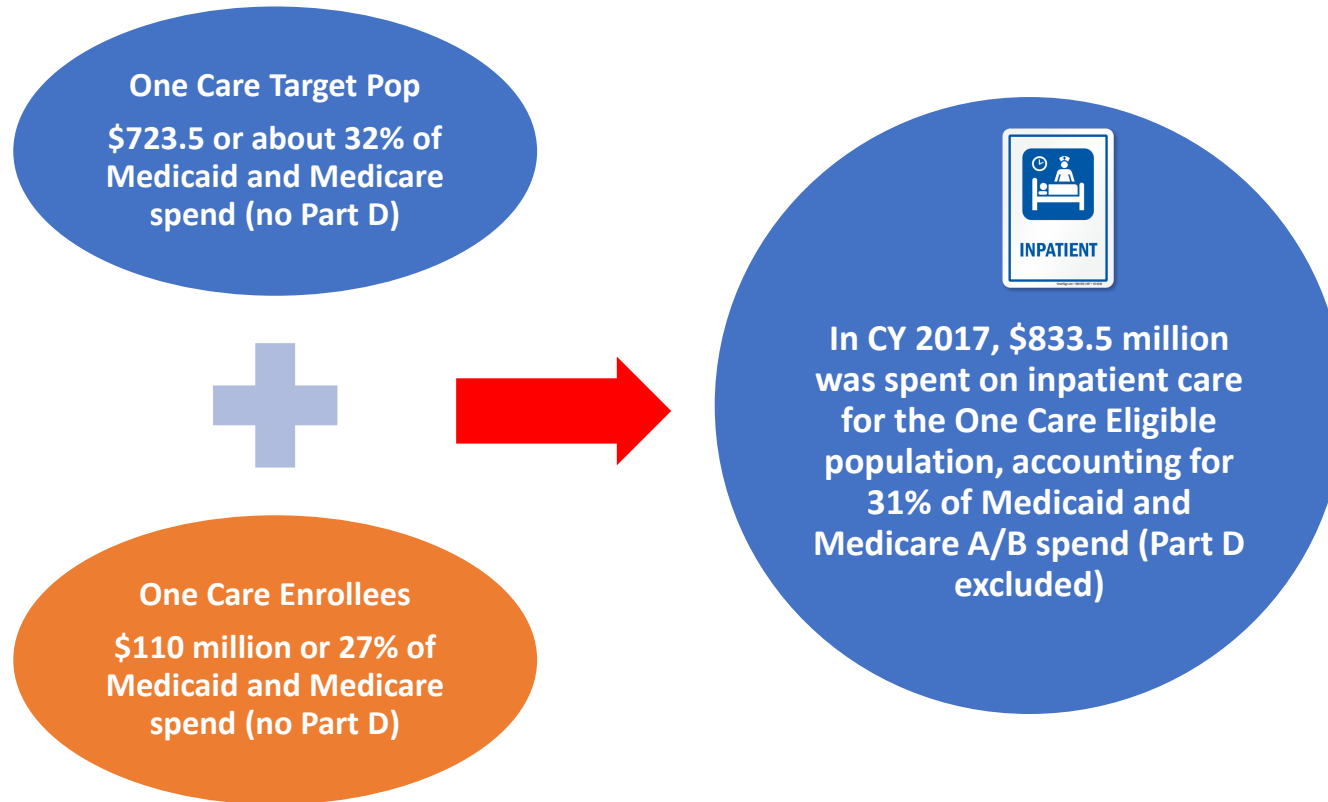 One Care Target Pop
$723.5 or about 32% of
Medicaid and Medicare
spend (no Part D)
One Care Enrollees
$110 million or 27% of
Medicaid and Medicare
spend (no Part D)
INPATIENT
In CY 2017, $833.5 million
was spent on inpatient care
for the One Care Eligible
population, accounting for
31% of Medicaid and
Medicare A/B spend (Part D
excluded)